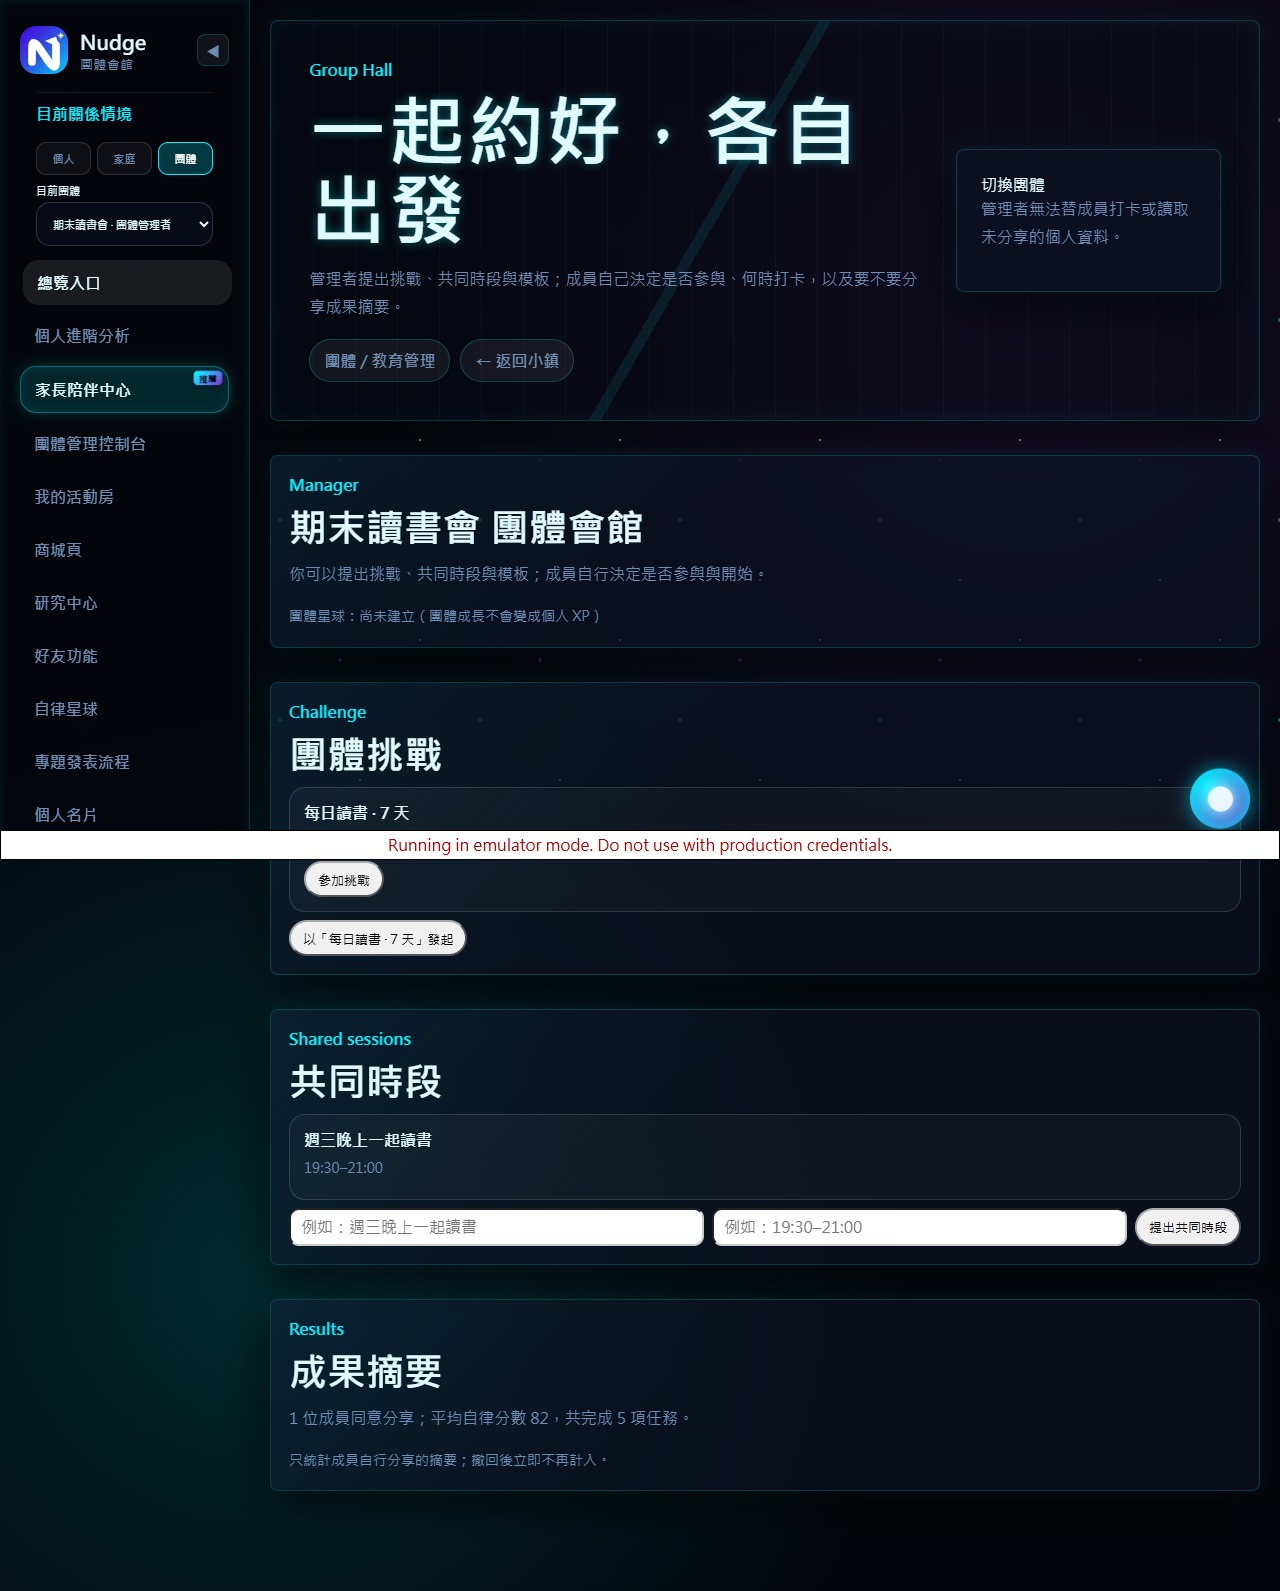 Nudge
團體會館
◀
目前關係情境
個人
家庭
團體
目前團體
期末讀書會 · 團體管理者
總覽入口
個人進階分析
家長陪伴中心
推薦
團體管理控制台
我的活動房
商城頁
研究中心
好友功能
自律星球
專題發表流程
個人名片
Group Hall
一起約好，各自
出發
管理者提出挑戰、共同時段與模板；成員自己決定是否參與、何時打卡，以及要不要分
享成果摘要。
團體 / 教育管理
← 返回小鎮
切換團體
管理者無法替成員打卡或讀取
未分享的個人資料。
Manager
期末讀書會 團體會館
你可以提出挑戰、共同時段與模板；成員自行決定是否參與與開始。
團體星球：尚未建立（團體成長不會變成個人 XP）
Challenge
團體挑戰
每日讀書 · 7 天
Running in emulator mode. Do not use with production credentials.
參加挑戰
以「每日讀書 · 7 天」發起
Shared sessions
共同時段
週三晚上一起讀書
19:30–21:00
例如：週三晚上一起讀書
例如：19:30–21:00
提出共同時段
Results
成果摘要
1 位成員同意分享；平均自律分數 82，共完成 5 項任務。
只統計成員自行分享的摘要；撤回後立即不再計入。